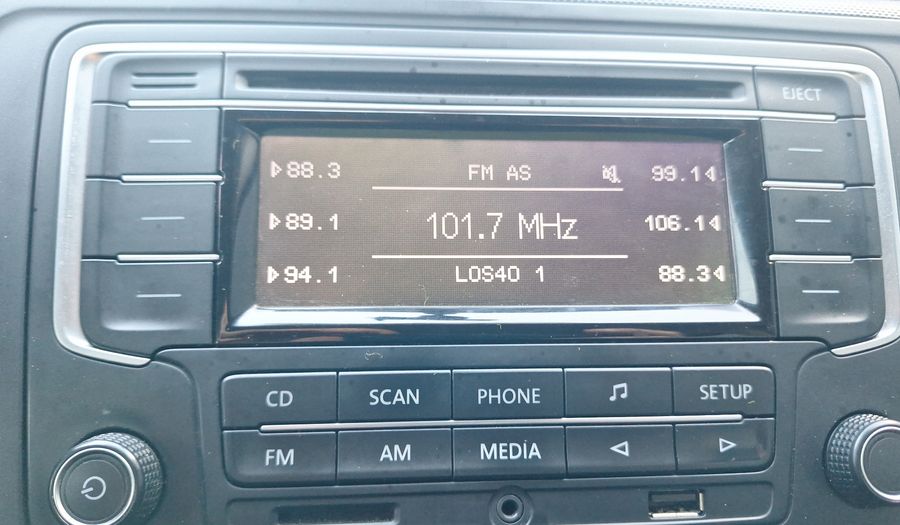 EJECT
88.3 FM AS 99.1
89.1 101.7 MHz 106.1
94.1 LOS40 1 88.3
CD SCAN PHONE SETUP
FM AM MEDIA